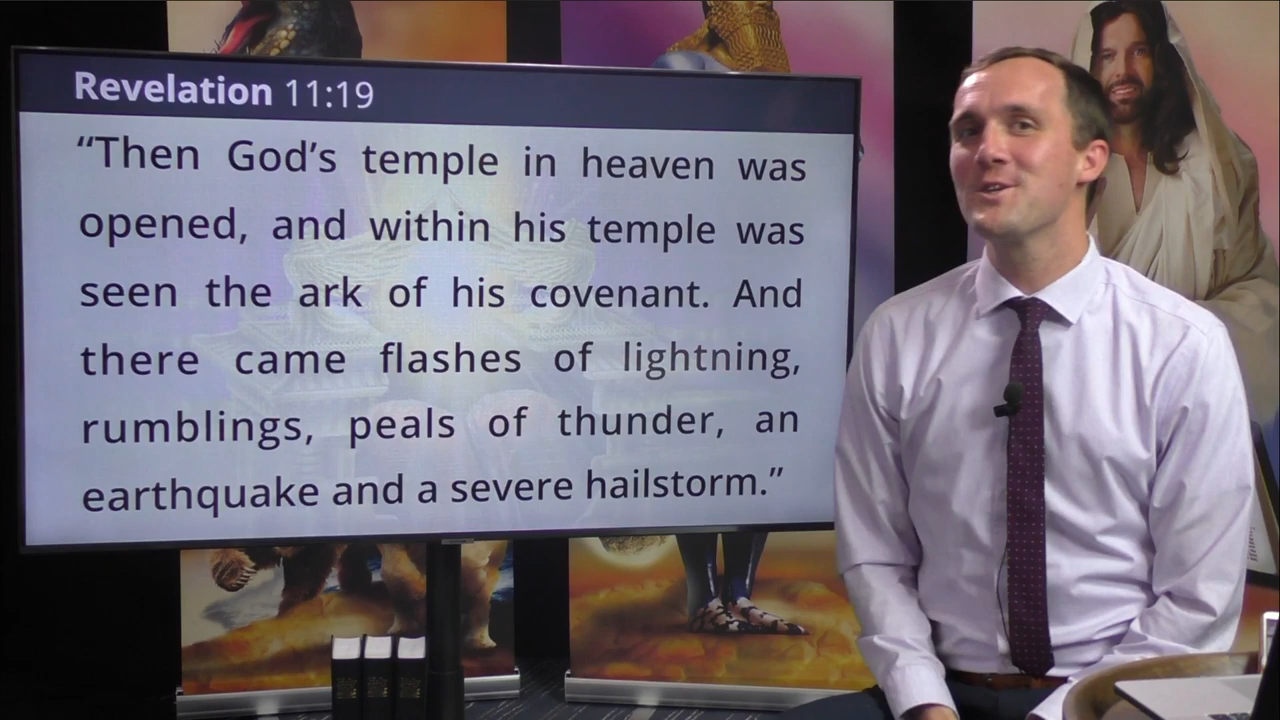 Revelation 11:19
“Then God’s temple in heaven was
opened, and within his temple was
seen the ark of his covenant. And
there came flashes of lightning,
rumblings, peals of thunder, an
earthquake and a severe hailstorm.”